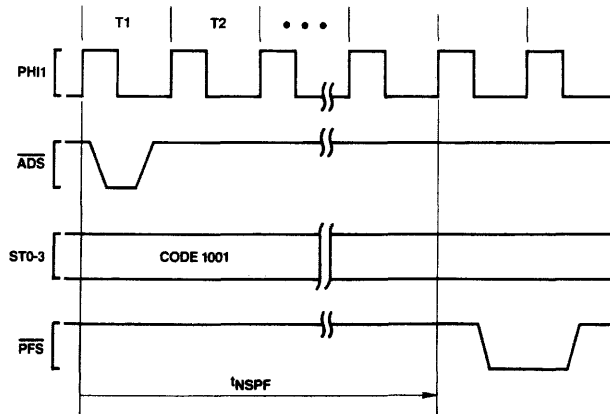 T1 T2 • • •
PHI1
ADS
ST0-3 CODE 1001
PFS
tNSPF